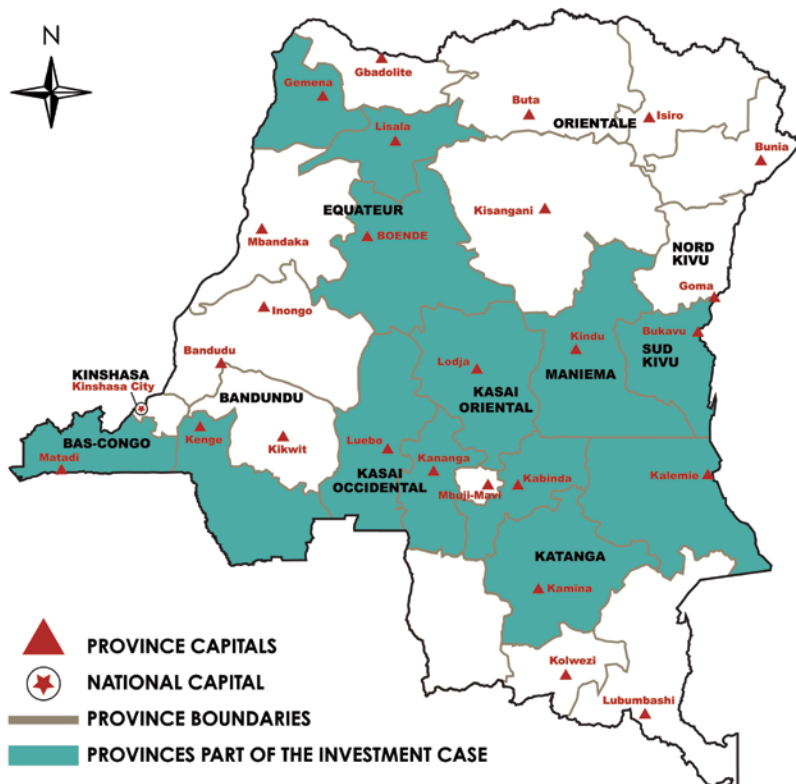 N
Gbadolite
Gemena
Buta
Isiro
ORIENTALE
Lisala
Bunia
EQUATEUR
Kisangani
Mbandaka
BOENDE
NORD
KIVU
Goma
Inongo
Bukavu
Kindu
SUD
KIVU
Bandudu
Lodja
MANIEMA
KINSHASA
Kinshasa City
KASAI
ORIENTAL
BANDUNDU
Kenge
BAS-CONGO
Kikwit
Luebo
Matadi
Kananga
KASAI
OCCIDENTAL
Mbuji-Mavi
Kabinda
Kalemie
KATANGA
Kamina
Kolwezi
Lubumbashi
PROVINCE CAPITALS
NATIONAL CAPITAL
PROVINCE BOUNDARIES
PROVINCES PART OF THE INVESTMENT CASE